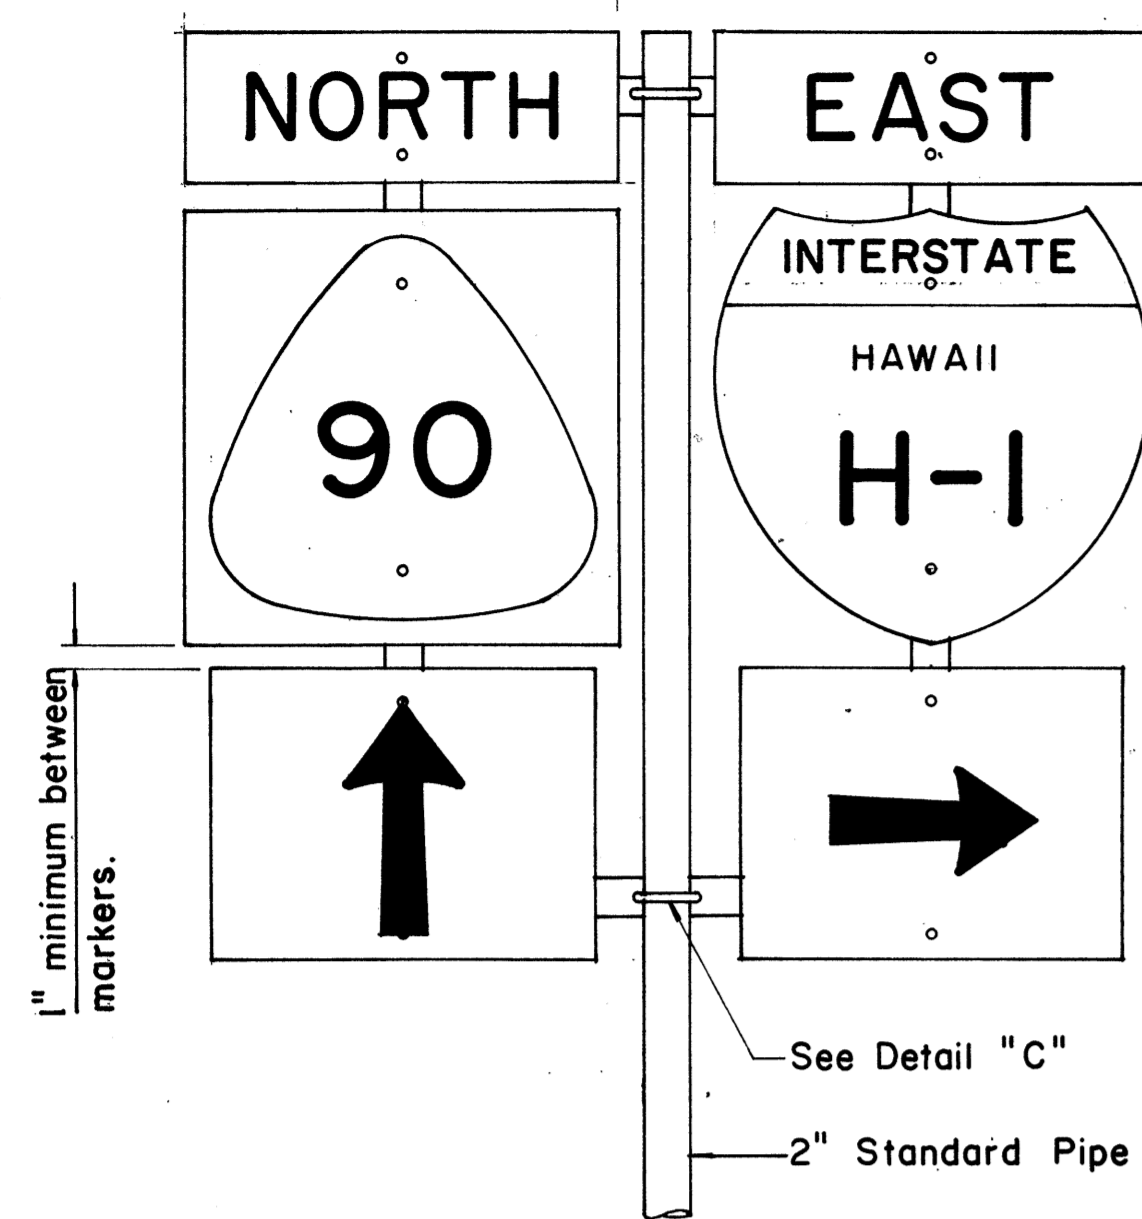 NORTH
EAST
90
INTERSTATE
HAWAII
H-1
1" minimum between
markers.
See Detail "C"
2" Standard Pipe